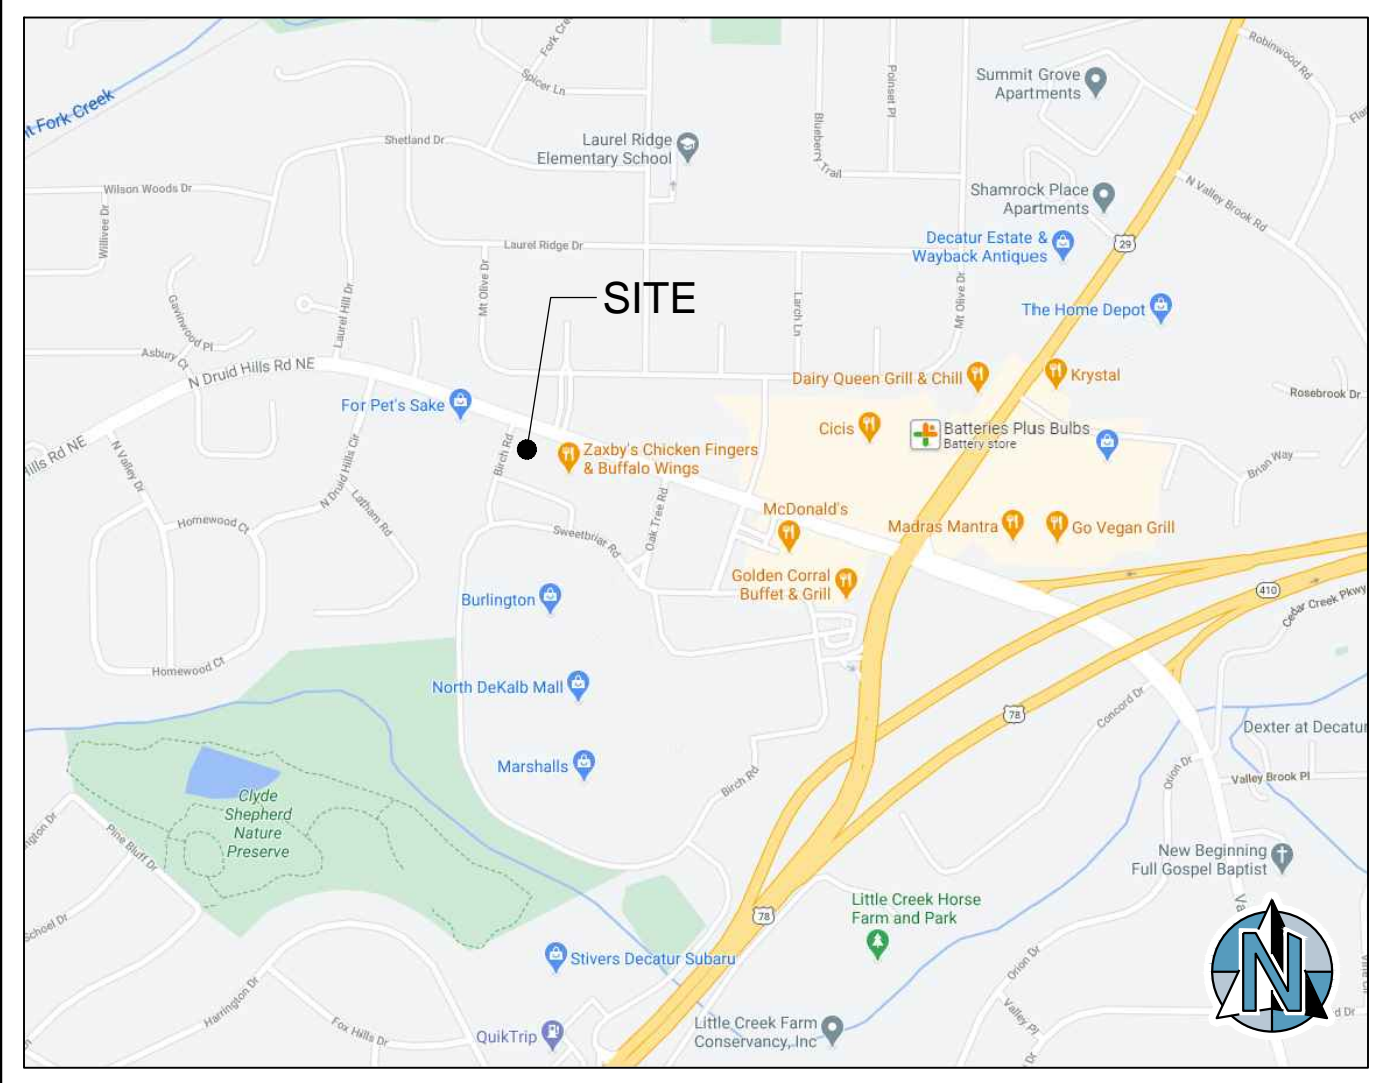 Robinwood Rd
Fork Cre
Spicer Ln
Poinset Pl
Summit Grove
Apartments
nt Fork Creek
Blueberry Trail
Shetland Dr
Laurel Ridge
Elementary School
Wilson Woods Dr
Shamrock Place
Apartments
N Valley Brook Rd
Willivee Dr
Laurel Ridge Dr
Decatur Estate &
Wayback Antiques
29
Mt Olive Dr
Mt Olive Dr
SITE
Gavinwood Pl
Laurel Hill Dr
Larch Ln
The Home Depot
Asbury Ct
N Druid Hills Rd NE
Dairy Queen Grill & Chill
Krystal
Rosebrook Dr
For Pet's Sake
Cicis
Batteries Plus Bulbs
Battery store
Hills Rd NE
N Valley Dr
Birch Rd
Zaxby's Chicken Fingers
& Buffalo Wings
N Druid Hills Cir
Brian Way
Latham Rd
Oak Tree Rd
McDonald's
Homewood Ct
Sweetbriar Rd
Madras Mantra
Go Vegan Grill
Golden Corral
Buffet & Grill
Burlington
410
Cedar Creek Pkwy
Homewood Ct
North DeKalb Mall
Concord Dr
78
Dexter at Decatur
Marshalls
Birch Rd
Orion Dr
Valley Brook Pl
Clyde
Shepherd
Nature
Preserve
ngton Dr
Pine Bluff Dr
New Beginning
Full Gospel Baptist
Va
Little Creek Horse
Farm and Park
Schoel Dr
78
Stivers Decatur Subaru
Orion Dr
N
Harrington Dr
Fox Hills Dr
QuikTrip
Little Creek Farm
Conservancy, Inc
Valley Pl
d Dr
Dr